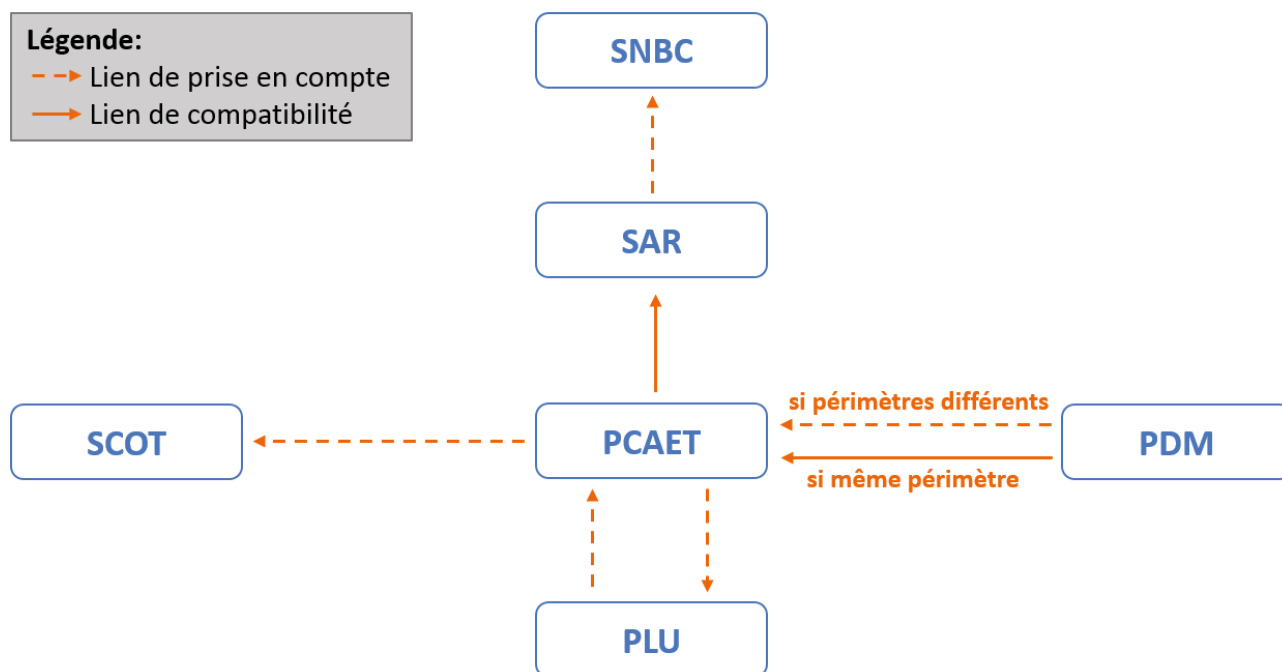 Légende:
Lien de prise en compte
Lien de compatibilité
SNBC
SAR
si périmètres différents
SCOT
PCAET
PDM
si même périmètre
PLU